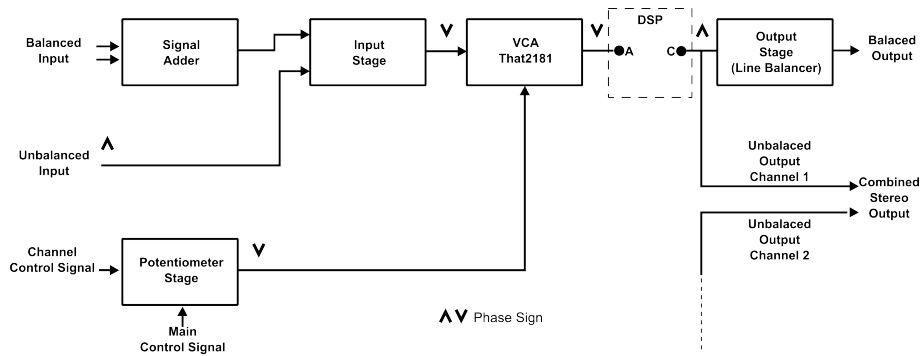 Balanced
Input
Signal
Adder
Input
Stage
VCA
That2181
DSP
A
C
Output
Stage
(Line Balancer)
Balaced
Output
Unbalanced
Input
Unbalaced
Output
Channel 1
Combined
Stereo
Output
Unbalaced
Output
Channel 2
Channel
Control Signal
Potentiometer
Stage
Main
Control Signal
Phase Sign